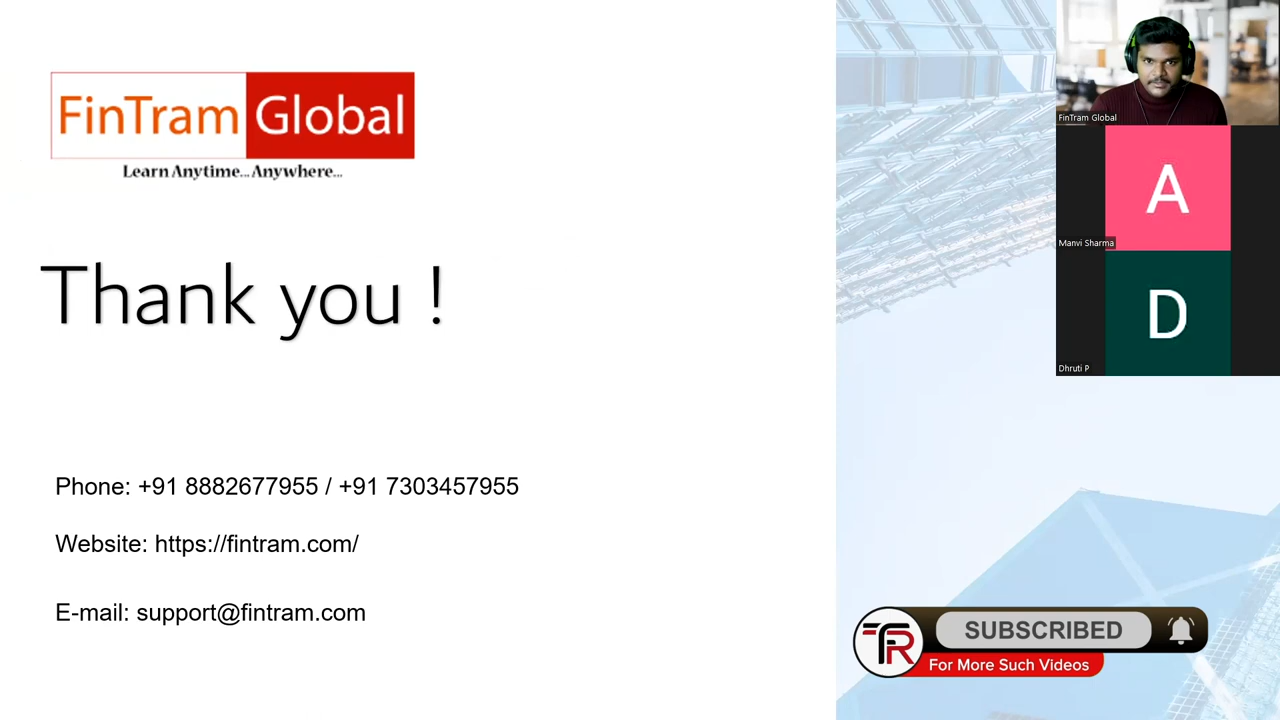 FinTram Global
Learn Anytime... Anywhere...
Thank you !
Phone: +91 8882677955 / +91 7303457955
Website: https://fintram.com/
E-mail: support@fintram.com
FinTram Global
A
Manvi Sharma
D
Dhruti P
FR
SUBSCRIBED
For More Such Videos